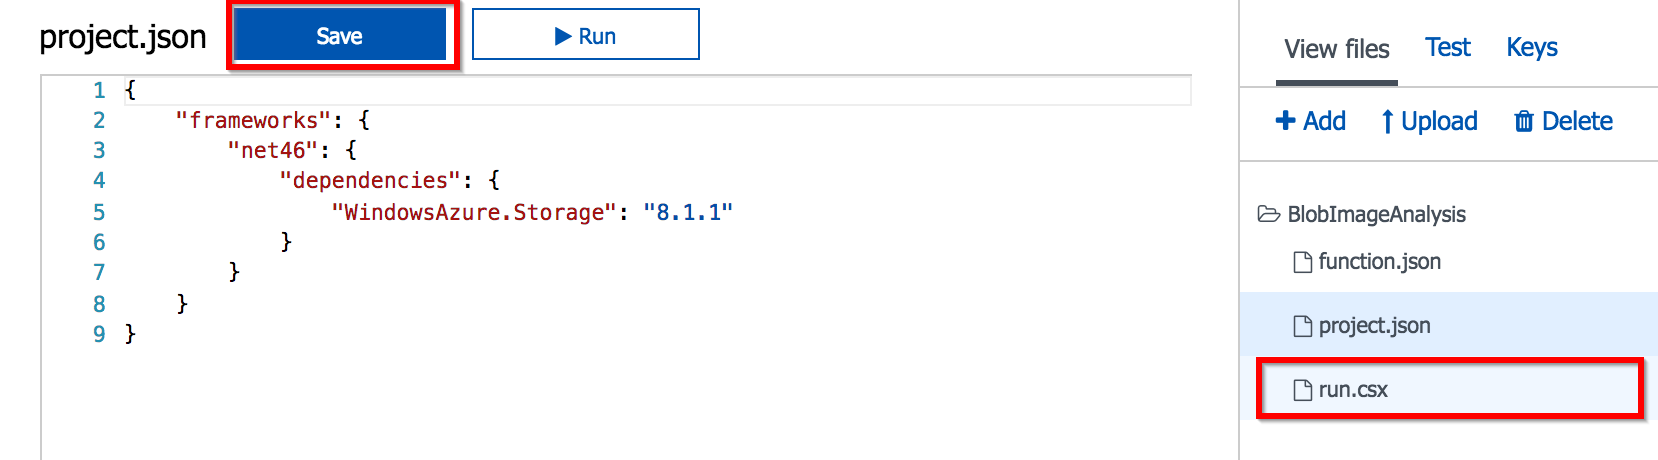 project.json
Save
Run
1 {
2 "frameworks": {
3 "net46": {
4 "dependencies": {
5 "WindowsAzure.Storage": "8.1.1"
6 }
7 }
8 }
9 }
View files Test Keys
Add Upload Delete
BlobImageAnalysis
function.json
project.json
run.csx